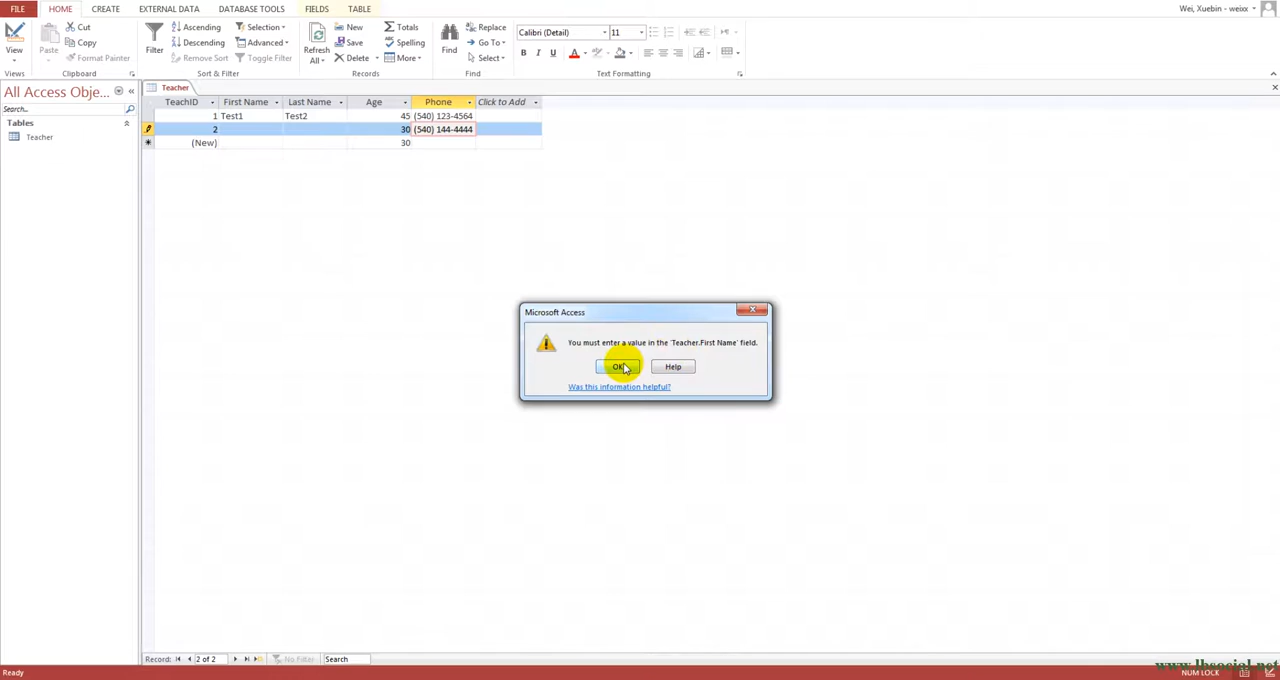 FILE HOME CREATE EXTERNAL DATA DATABASE TOOLS FIELDS TABLE Wei, Xuebin - weixx
View
Views
Paste
Cut
Copy
Format Painter
Clipboard
Filter
Ascending
Descending
Remove Sort
Selection
Advanced
Toggle Filter
Sort & Filter
Refresh All
New
Save
Delete
Totals
Spelling
More
Records
Find
Replace
Go To
Select
Find
Calibri (Detail) 11
B I U A
Text Formatting
All Access Obje...
Search...
Tables
Teacher
Teacher
TeachID First Name Last Name Age Phone Click to Add
1 Test1 Test2 45 (540) 123-4564
2 30 (540) 144-4444
(New) 30
Microsoft Access
You must enter a value in the 'Teacher.First Name' field.
OK Help
Was this information helpful?
Record: 2 of 2 No Filter Search
Ready NUM LOCK
www.lbsocial.net